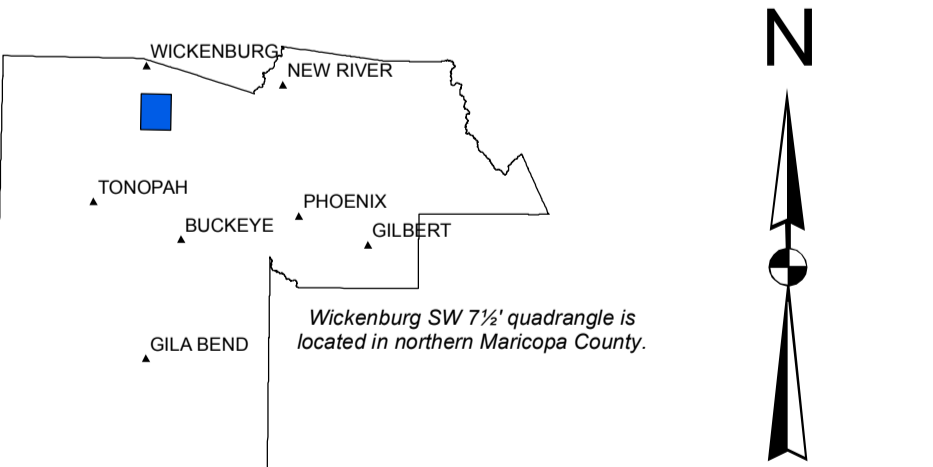 N
WICKENBURG
NEW RIVER
TONOPAH
PHOENIX
BUCKEYE
GILBERT
Wickenburg SW 7½' quadrangle is
located in northern Maricopa County.
GILA BEND